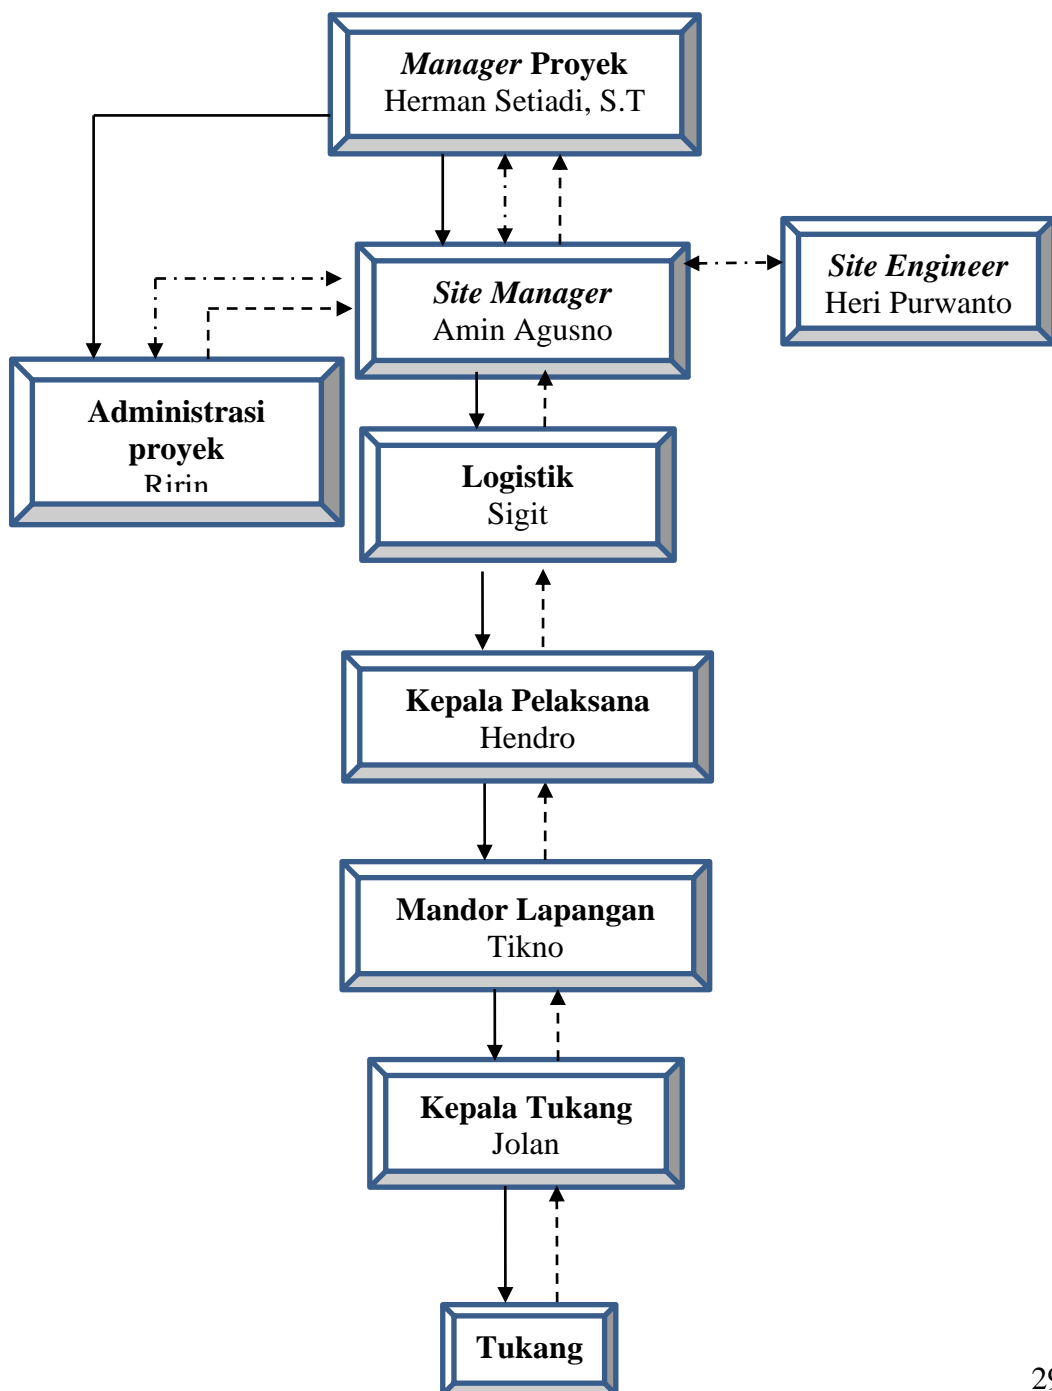 Manager Proyek
Herman Setiadi, S.T
Site Engineer
Heri Purwanto
Site Manager
Amin Agusno
Administrasi
proyek
Ririn
Logistik
Sigit
Kepala Pelaksana
Hendro
Mandor Lapangan
Tikno
Kepala Tukang
Jolan
Tukang
29